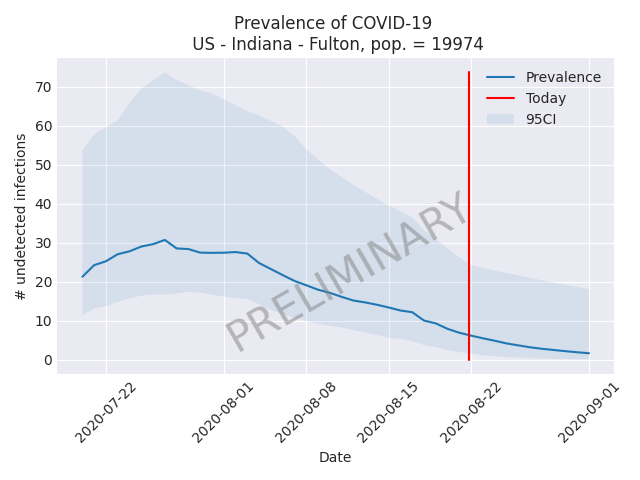 Prevalence of COVID-19
US - Indiana - Fulton, pop. = 19974
Prevalence
Today
95CI
PRELIMINARY
# undetected infections
70
60
50
40
30
20
10
0
2020-07-22
2020-08-01
2020-08-08
2020-08-15
2020-08-22
2020-09-01
Date